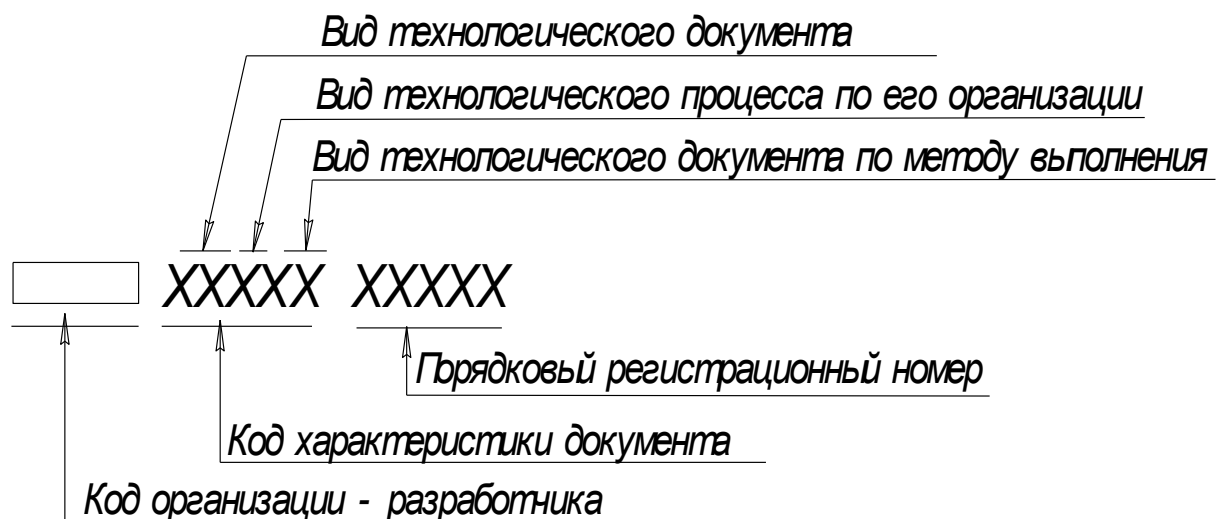 Вид технологического документа
Вид технологического процесса по его организации
Вид технологического документа по методу выполнения
XXXXX XXXXX
Порядковый регистрационный номер
Код характеристики документа
Код организации - разработчика